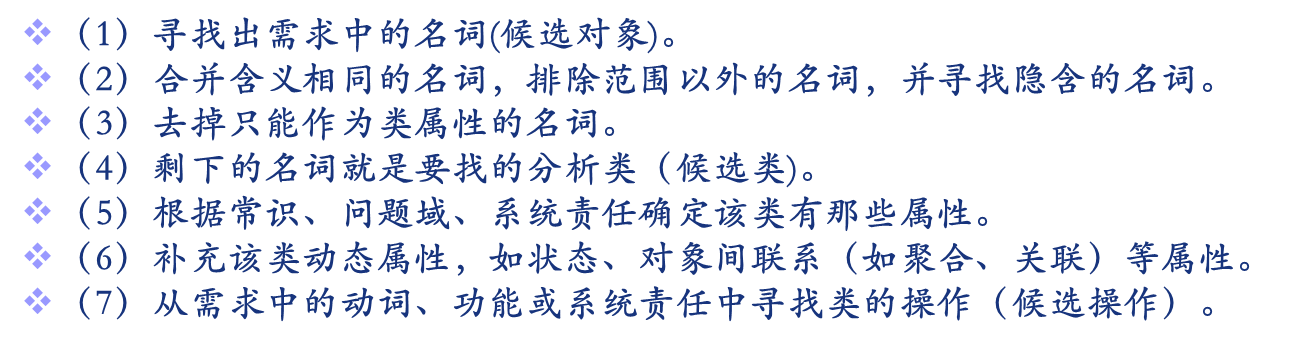 ❖（1）寻找出需求中的名词(候选对象)。
❖（2）合并含义相同的名词，排除范围以外的名词，并寻找隐含的名词。
❖（3）去掉只能作为类属性的名词。
❖（4）剩下的名词就是要找的分析类（候选类)。
❖（5）根据常识、问题域、系统责任确定该类有那些属性。
❖（6）补充该类动态属性，如状态、对象间联系（如聚合、关联）等属性。
❖（7）从需求中的动词、功能或系统责任中寻找类的操作（候选操作）。